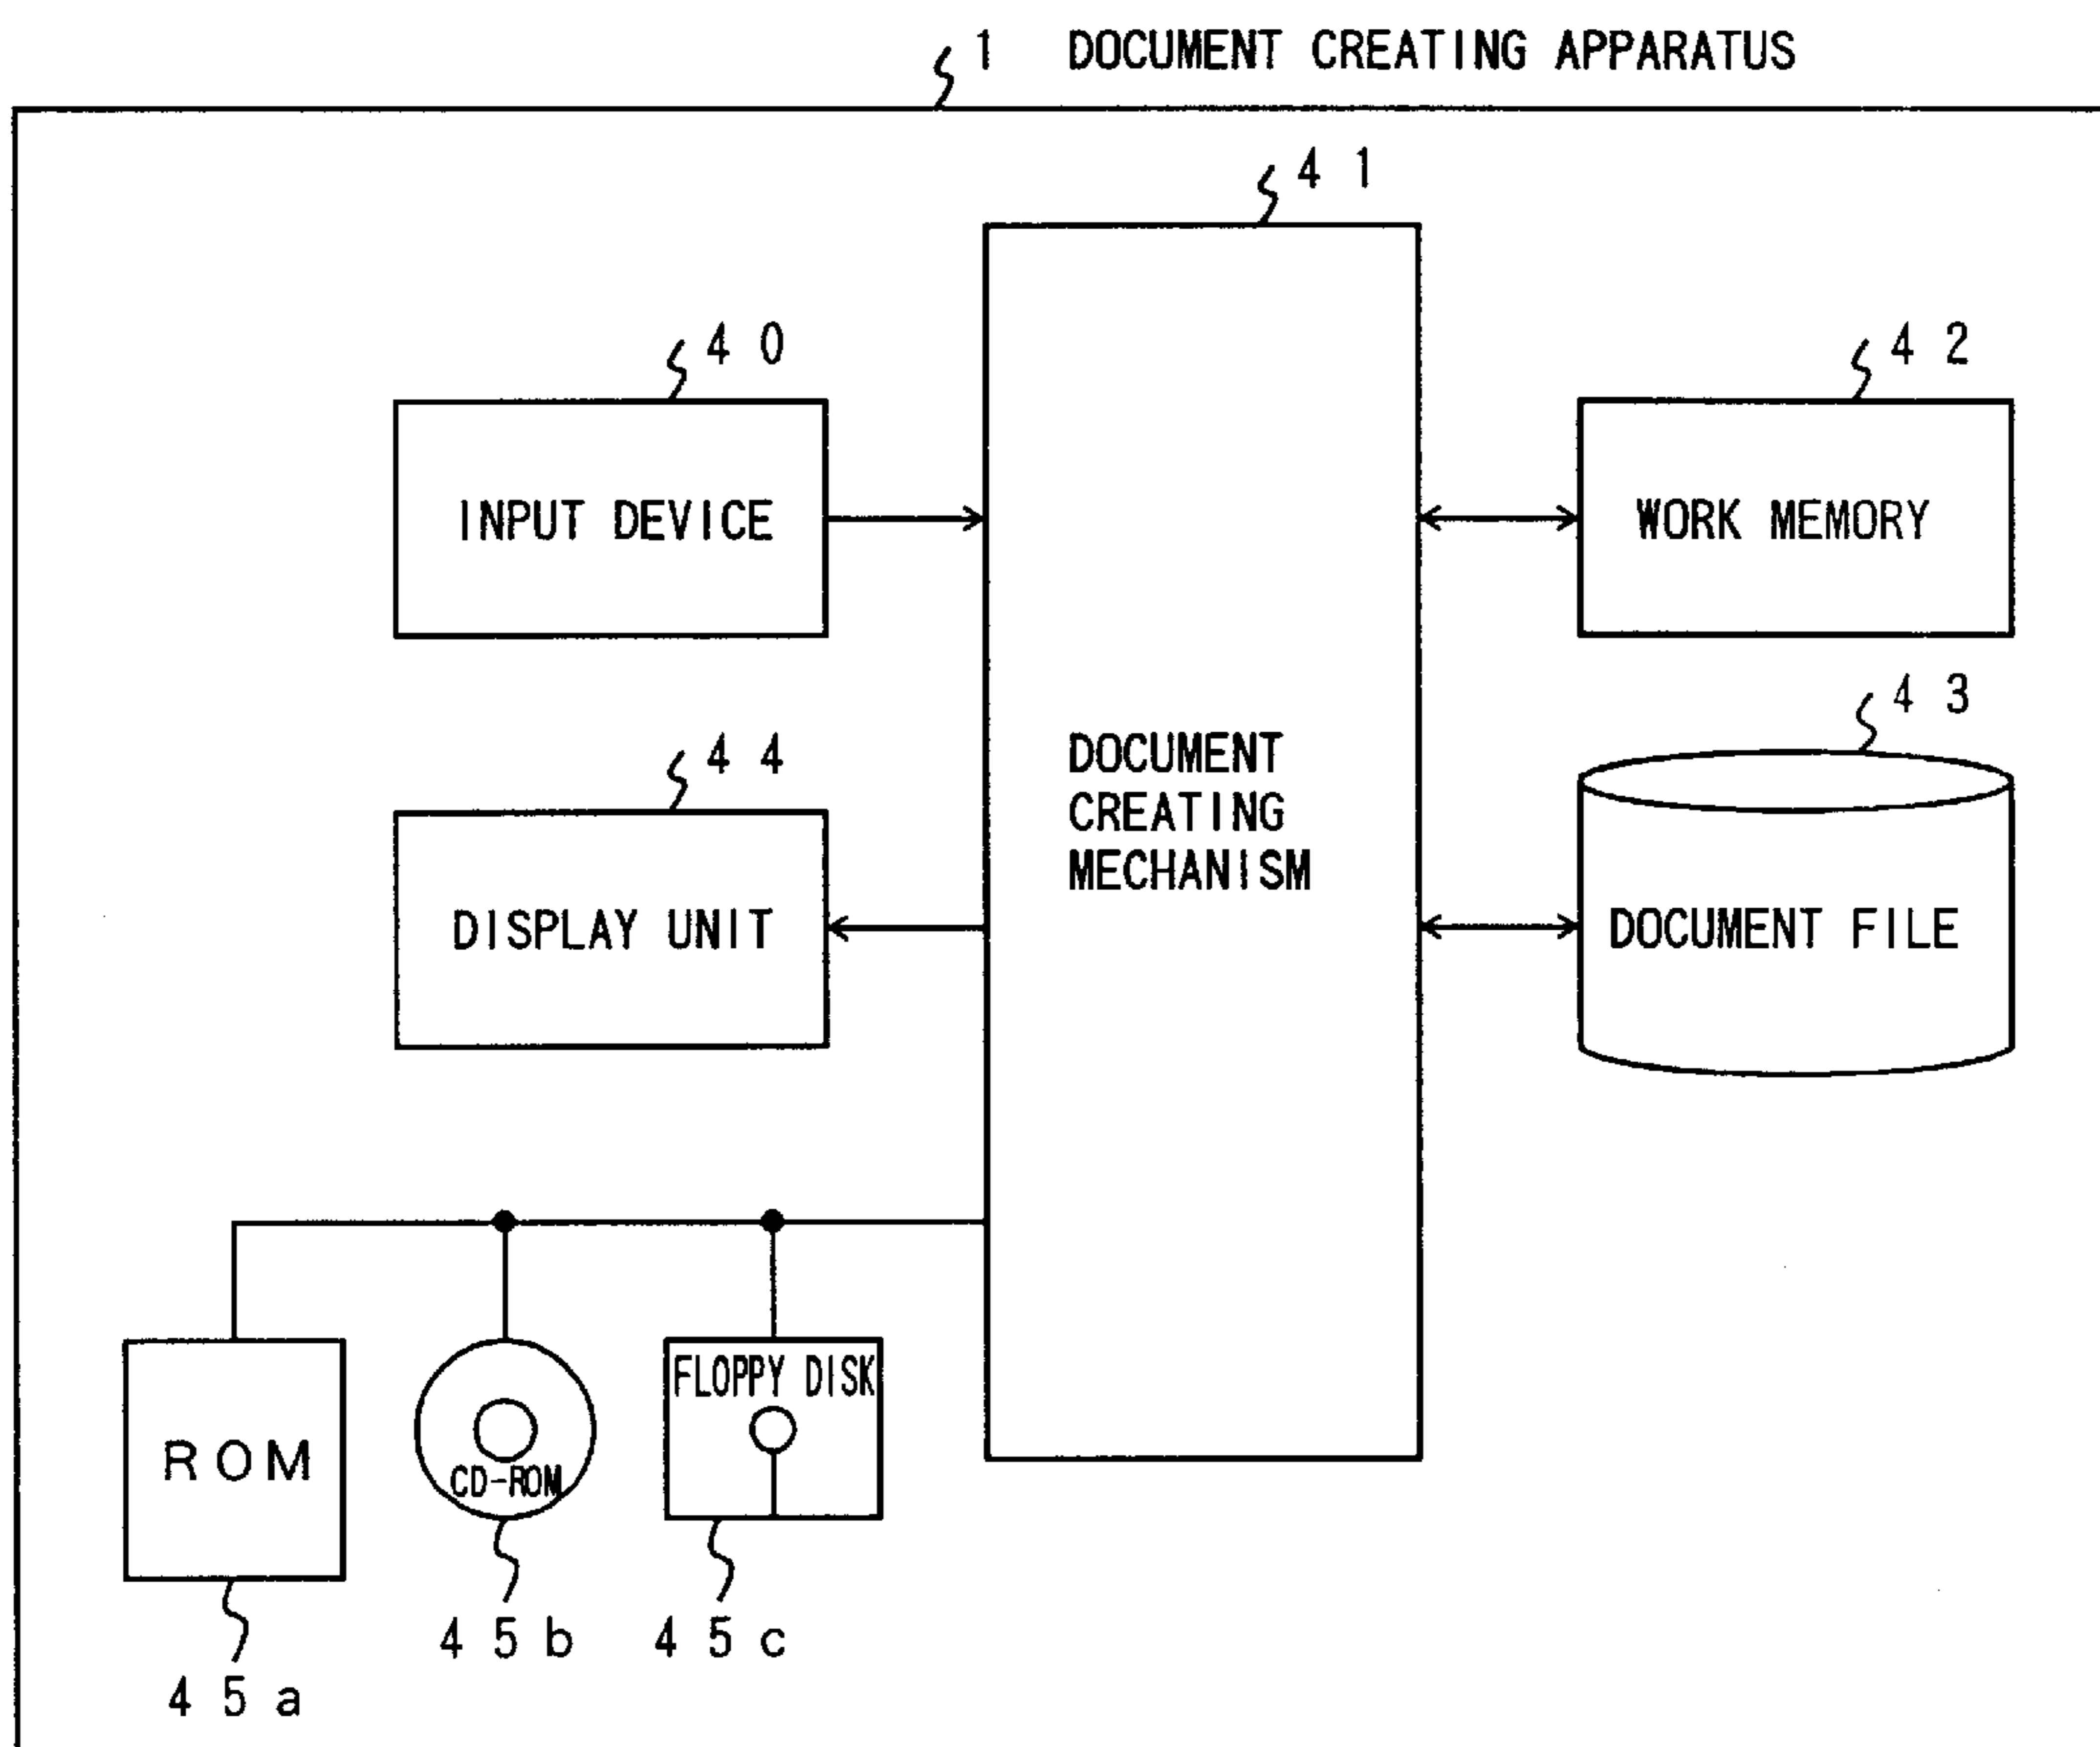 1 DOCUMENT CREATING APPARATUS
41
40
42
INPUT DEVICE
WORK MEMORY
43
44
DOCUMENT
CREATING
MECHANISM
DISPLAY UNIT
DOCUMENT FILE
FLOPPY DISK
ROM
CD-ROM
45b
45c
45a